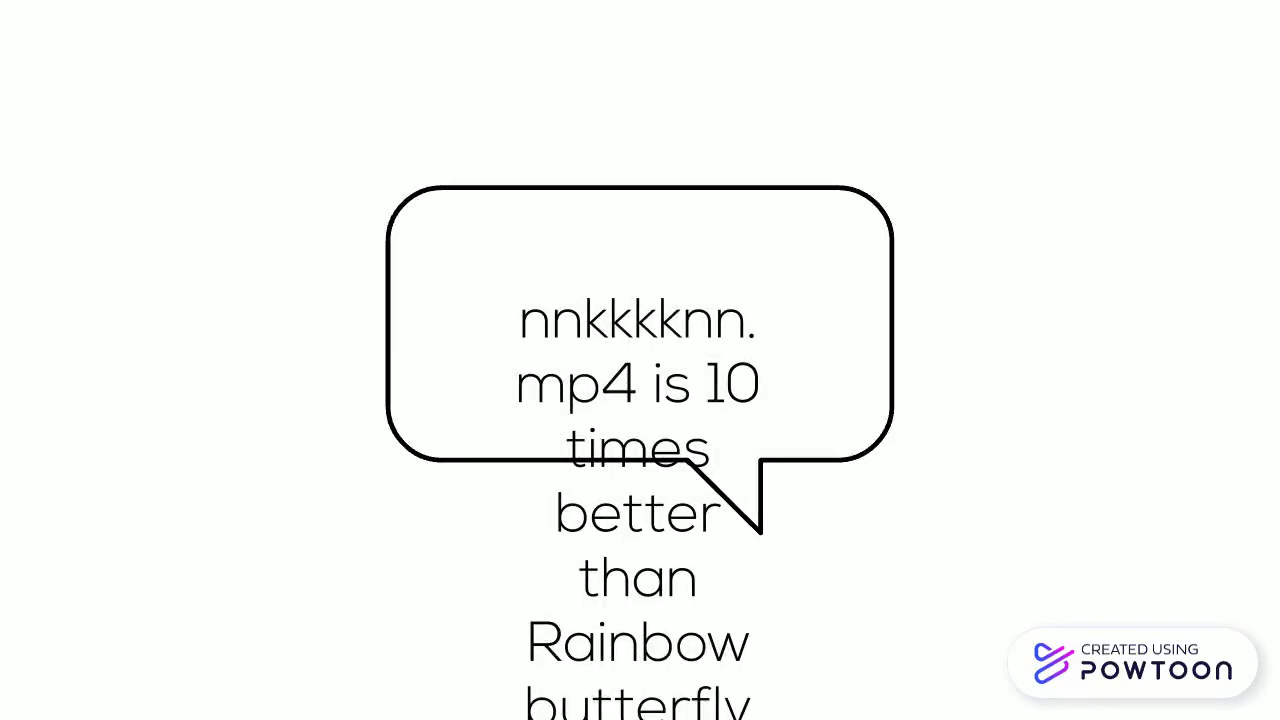 nnkkkknn.
mp4 is 10
times
better
than
Rainbow
butterfly
CREATED USING
POWTOON